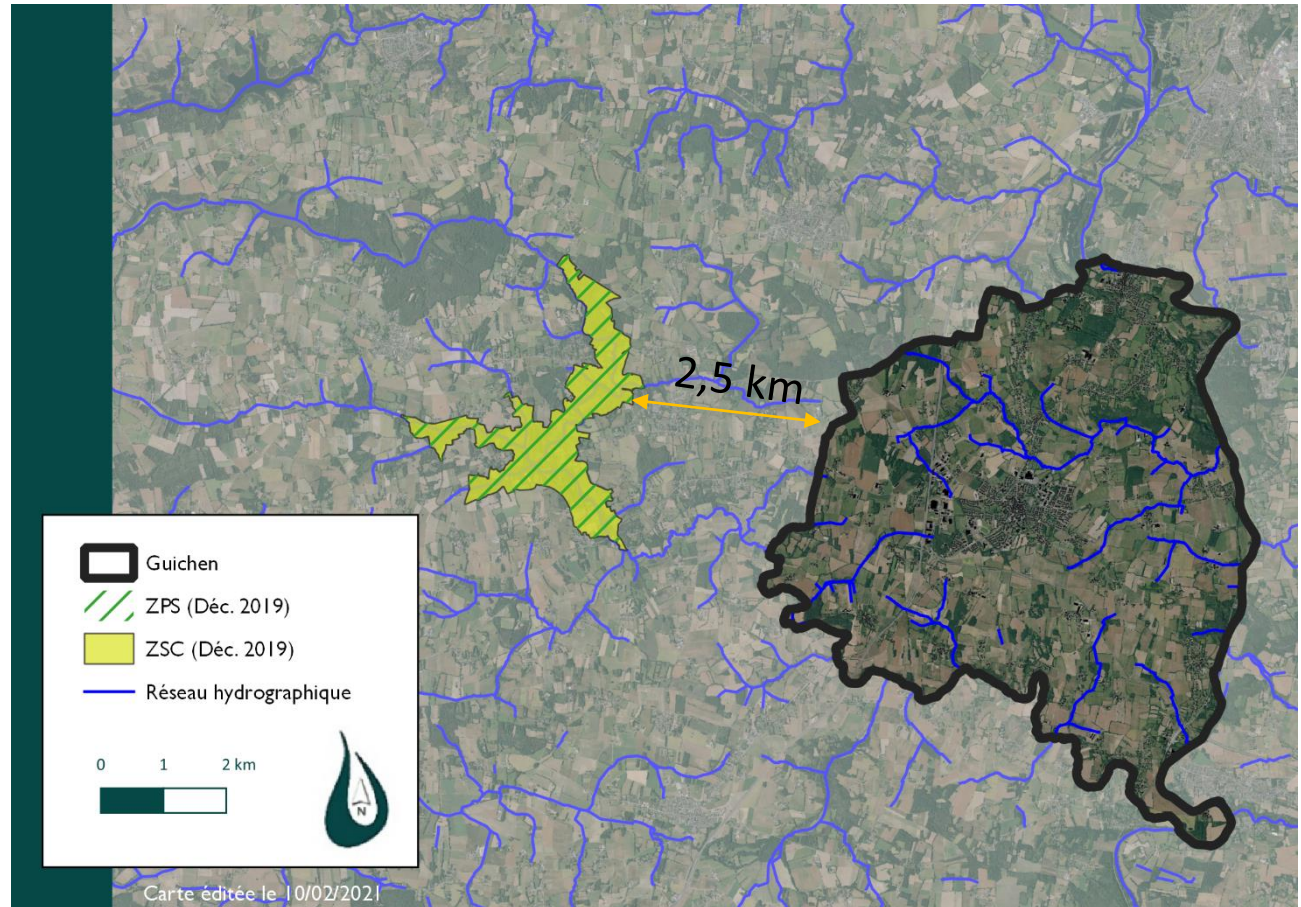 2,5 km
Guichen
ZPS (Déc. 2019)
ZSC (Déc. 2019)
Réseau hydrographique
0 1 2 km
N
Carte éditée le 10/02/2021